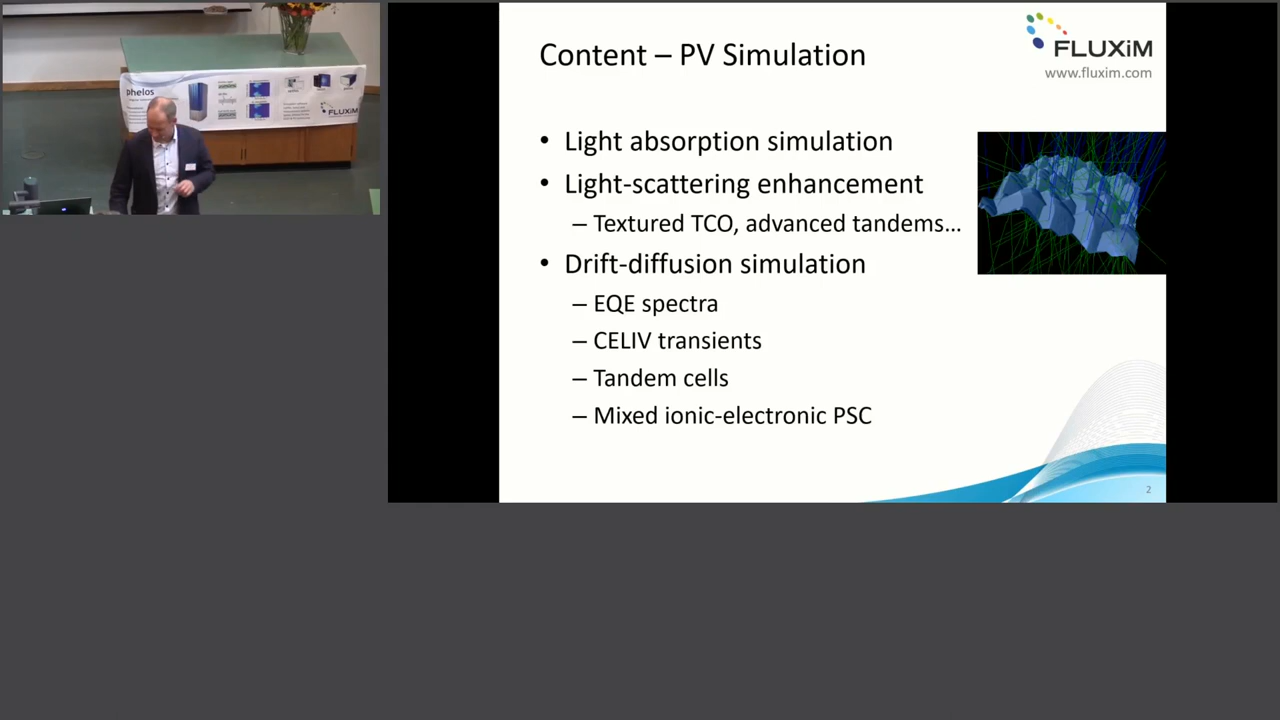 phelos
FLUXiM
Content – PV Simulation
FLUXiM
www.fluxim.com
• Light absorption simulation
• Light-scattering enhancement
– Textured TCO, advanced tandems…
• Drift-diffusion simulation
– EQE spectra
– CELIV transients
– Tandem cells
– Mixed ionic-electronic PSC
2